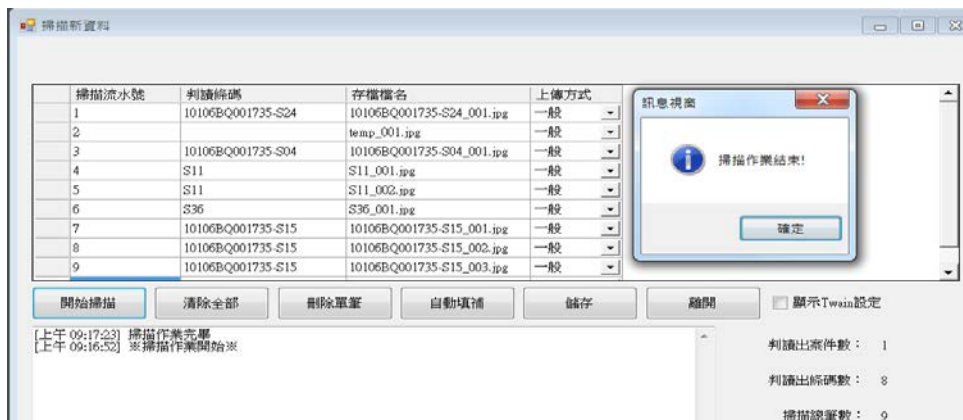 掃描新資料
掃描流水號 判讀條碼 存檔檔名 上傳方式
1 10106BQ001735-S24 10106BQ001735-S24_001.jpg 一般
2 temp_001.jpg 一般
3 10106BQ001735-S04 10106BQ001735-S04_001.jpg 一般
4 S11 S11_001.jpg 一般
5 S11 S11_002.jpg 一般
6 S36 S36_001.jpg 一般
7 10106BQ001735-S15 10106BQ001735-S15_001.jpg 一般
8 10106BQ001735-S15 10106BQ001735-S15_002.jpg 一般
9 10106BQ001735-S15 10106BQ001735-S15_003.jpg 一般
訊息視窗
掃描作業結束!
確定
開始掃描 清除全部 刪除單筆 自動填補 儲存 離開 顯示Twain設定
[上午 09:17:23] 掃描作業完畢
[上午 09:16:52] ※掃描作業開始※
判讀出案件數： 1
判讀出條碼數： 8
掃描總筆數： 9